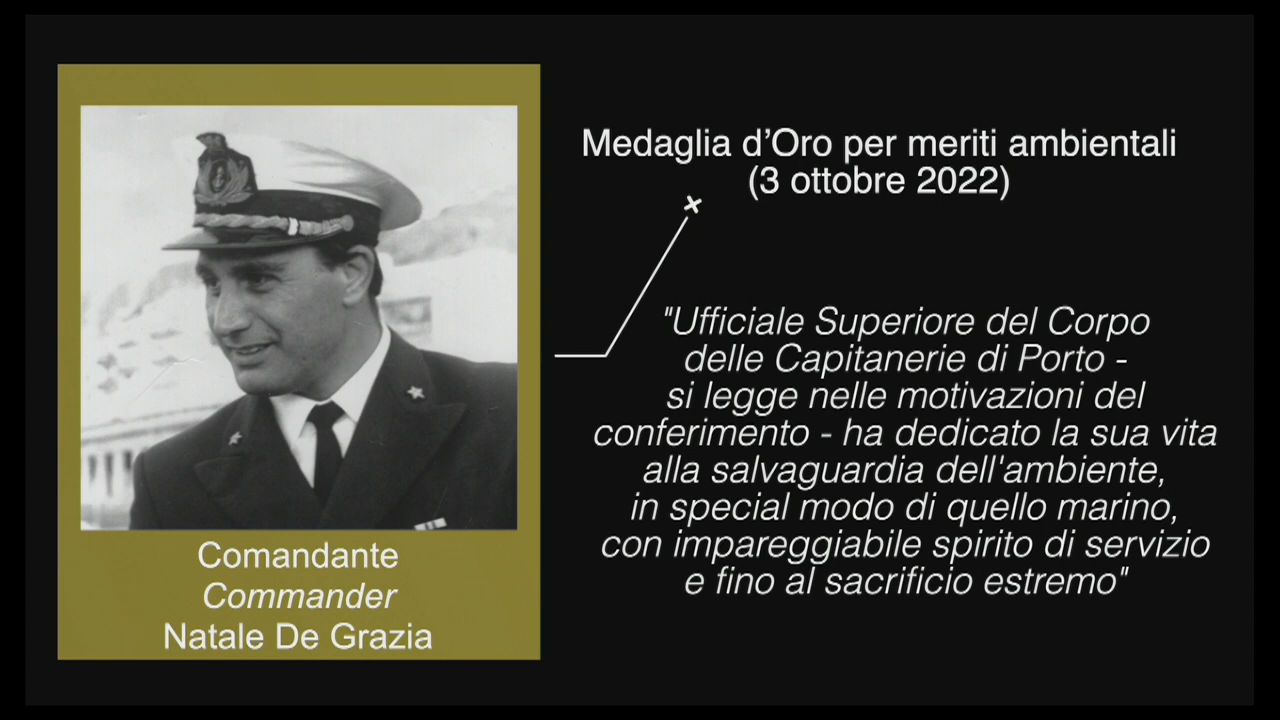 Medaglia d’Oro per meriti ambientali
(3 ottobre 2022)
"Ufficiale Superiore del Corpo
delle Capitanerie di Porto -
si legge nelle motivazioni del
conferimento - ha dedicato la sua vita
alla salvaguardia dell'ambiente,
in special modo di quello marino,
con impareggiabile spirito di servizio
e fino al sacrificio estremo"
Comandante
Commander
Natale De Grazia